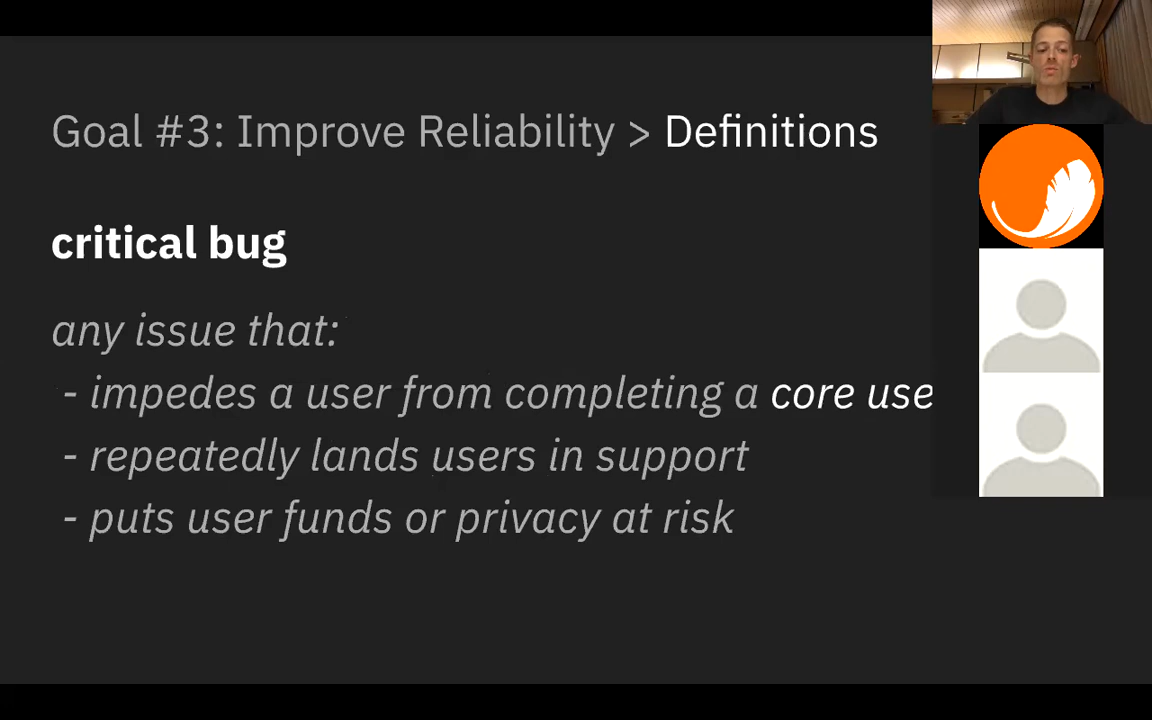 Goal #3: Improve Reliability > Definitions
critical bug
any issue that:
- impedes a user from completing a core use
- repeatedly lands users in support
- puts user funds or privacy at risk